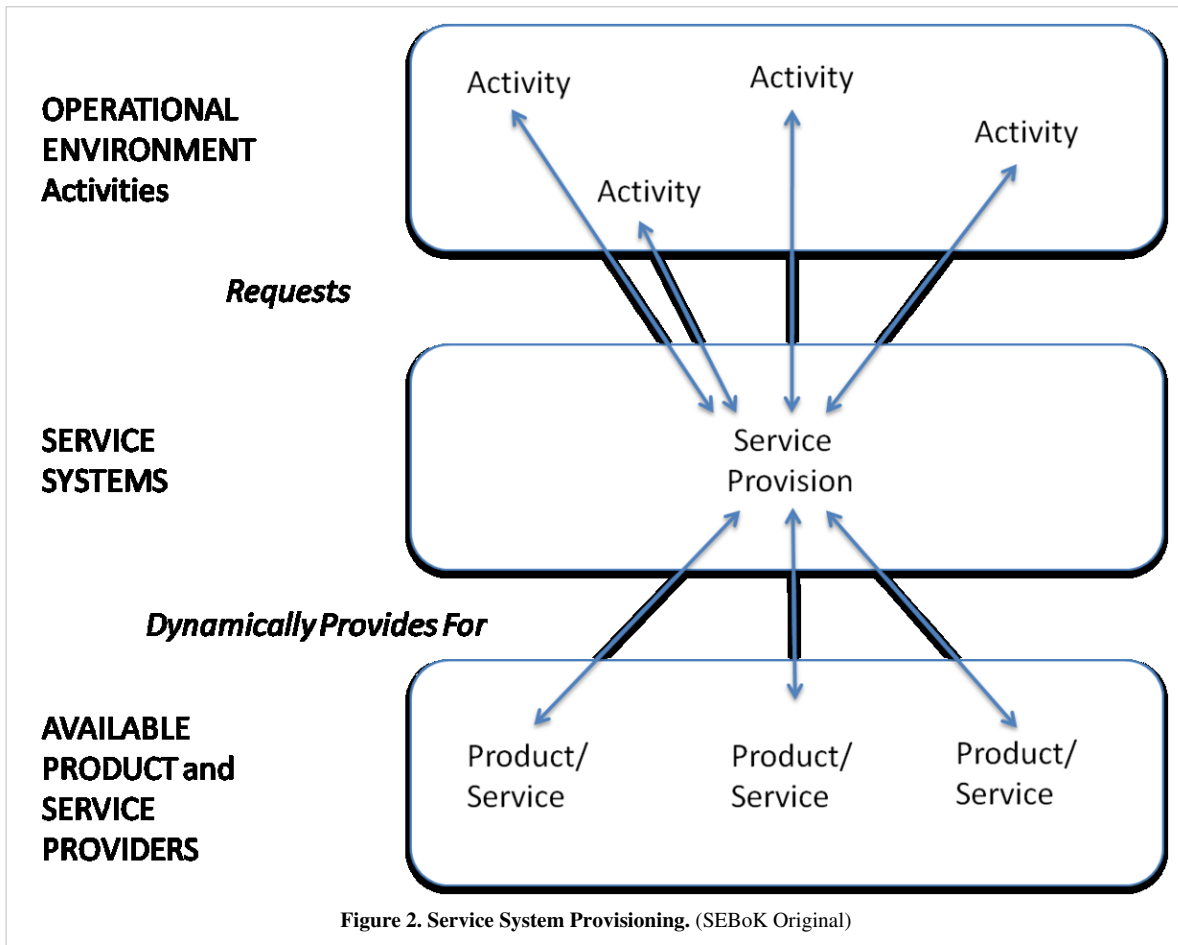 OPERATIONAL
ENVIRONMENT
Activities
Activity
Activity
Activity
Activity
Requests
SERVICE
SYSTEMS
Service
Provision
Dynamically Provides For
AVAILABLE
PRODUCT and
SERVICE
PROVIDERS
Product/
Service
Product/
Service
Product/
Service
Figure 2. Service System Provisioning. (SEBoK Original)